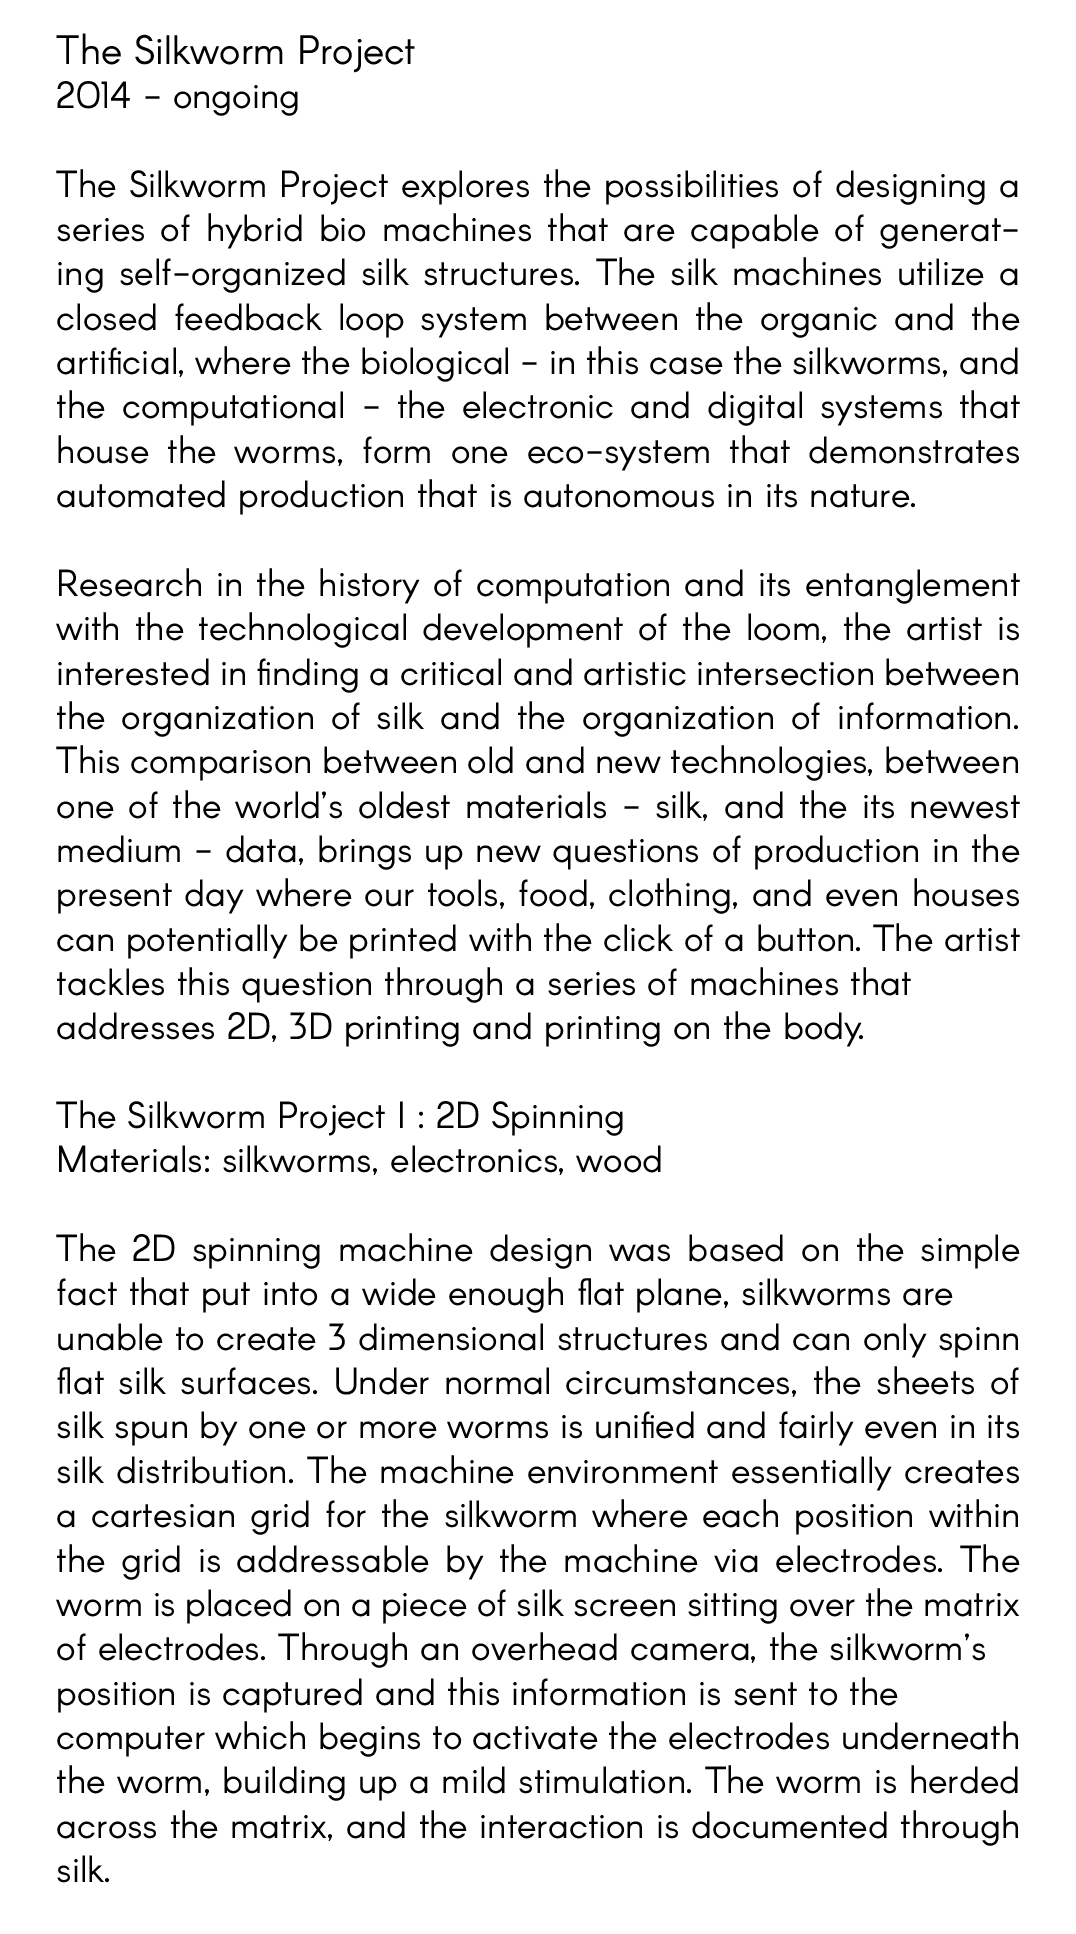 The Silkworm Project
2014 - ongoing
The Silkworm Project explores the possibilities of designing a
series of hybrid bio machines that are capable of generat-
ing self-organized silk structures. The silk machines utilize a
closed feedback loop system between the organic and the
artificial, where the biological - in this case the silkworms, and
the computational - the electronic and digital systems that
house the worms, form one eco-system that demonstrates
automated production that is autonomous in its nature.
Research in the history of computation and its entanglement
with the technological development of the loom, the artist is
interested in finding a critical and artistic intersection between
the organization of silk and the organization of information.
This comparison between old and new technologies, between
one of the world's oldest materials - silk, and the its newest
medium - data, brings up new questions of production in the
present day where our tools, food, clothing, and even houses
can potentially be printed with the click of a button. The artist
tackles this question through a series of machines that
addresses 2D, 3D printing and printing on the body.
The Silkworm Project I : 2D Spinning
Materials: silkworms, electronics, wood
The 2D spinning machine design was based on the simple
fact that put into a wide enough flat plane, silkworms are
unable to create 3 dimensional structures and can only spinn
flat silk surfaces. Under normal circumstances, the sheets of
silk spun by one or more worms is unified and fairly even in its
silk distribution. The machine environment essentially creates
a cartesian grid for the silkworm where each position within
the grid is addressable by the machine via electrodes. The
worm is placed on a piece of silk screen sitting over the matrix
of electrodes. Through an overhead camera, the silkworm's
position is captured and this information is sent to the
computer which begins to activate the electrodes underneath
the worm, building up a mild stimulation. The worm is herded
across the matrix, and the interaction is documented through
silk.